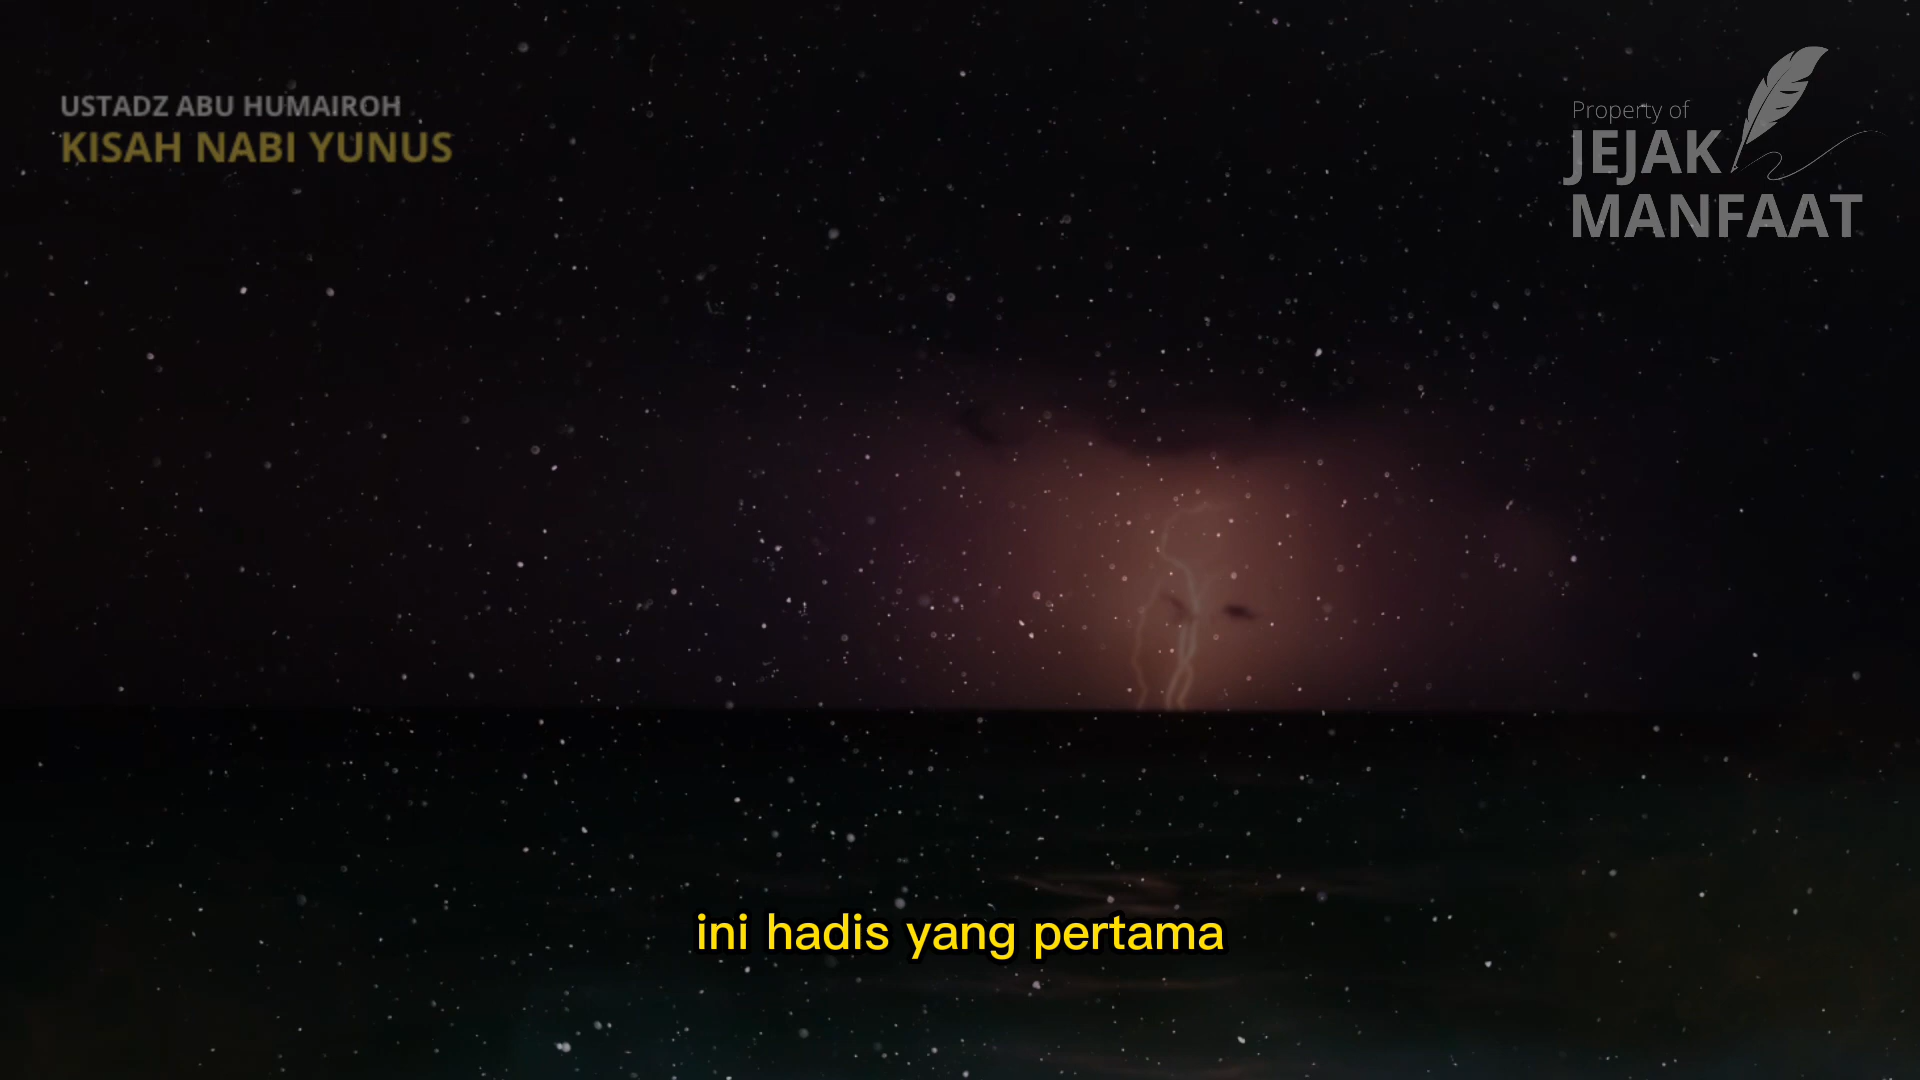 USTADZ ABU HUMAIROH
KISAH NABI YUNUS
Property of
JEJAK
MANFAAT
ini hadis yang pertama